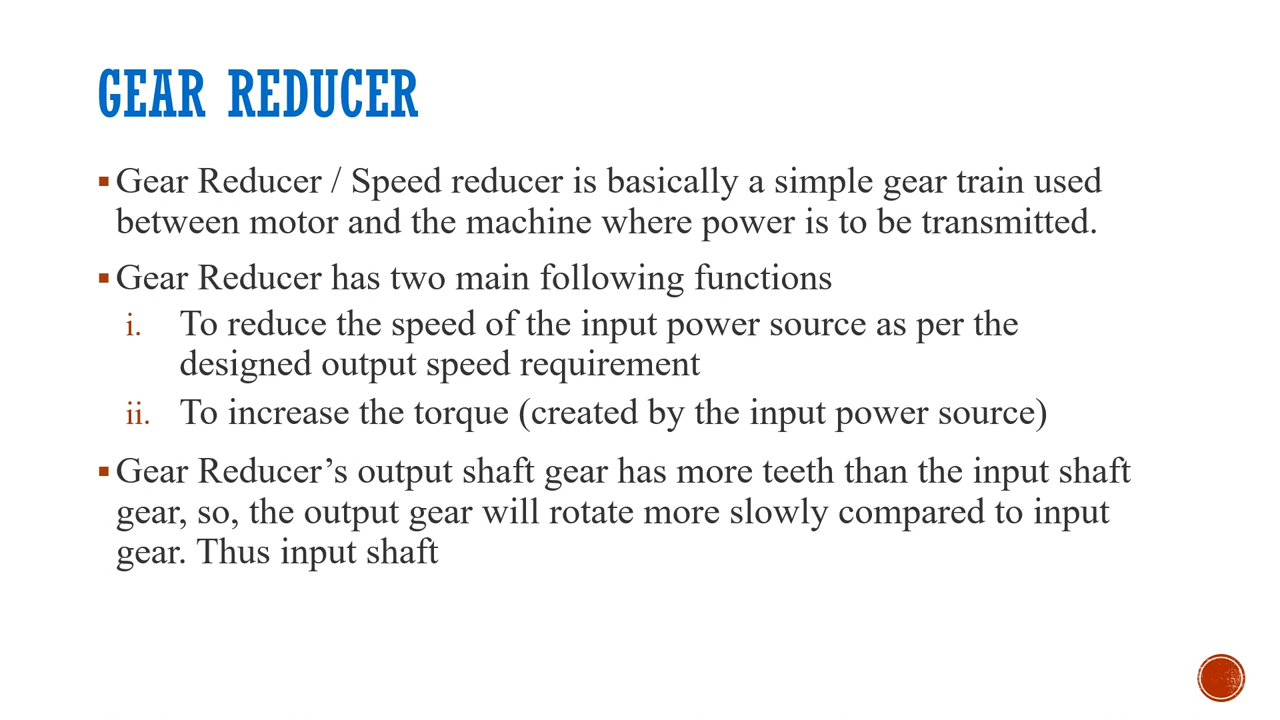 GEAR REDUCER
▪ Gear Reducer / Speed reducer is basically a simple gear train used
between motor and the machine where power is to be transmitted.
▪ Gear Reducer has two main following functions
i. To reduce the speed of the input power source as per the
designed output speed requirement
ii. To increase the torque (created by the input power source)
▪ Gear Reducer’s output shaft gear has more teeth than the input shaft
gear, so, the output gear will rotate more slowly compared to input
gear. Thus input shaft